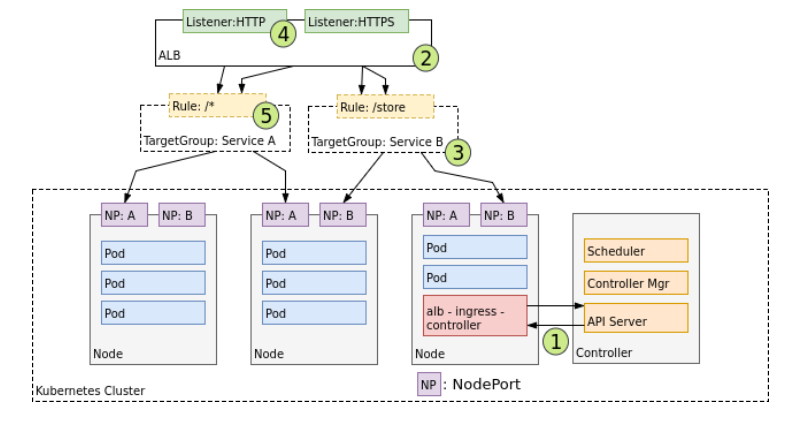 Listener:HTTP
Listener:HTTPS
4
ALB
2
Rule: /*
Rule: /store
5
TargetGroup: Service A
TargetGroup: Service B
3
NP: A
NP: B
NP: A
NP: B
NP: A
NP: B
Pod
Pod
Pod
Node
Pod
Pod
Pod
Node
Pod
Pod
alb - ingress -
controller
Node
Scheduler
Controller Mgr
API Server
Controller
1
Kubernetes Cluster
NP : NodePort